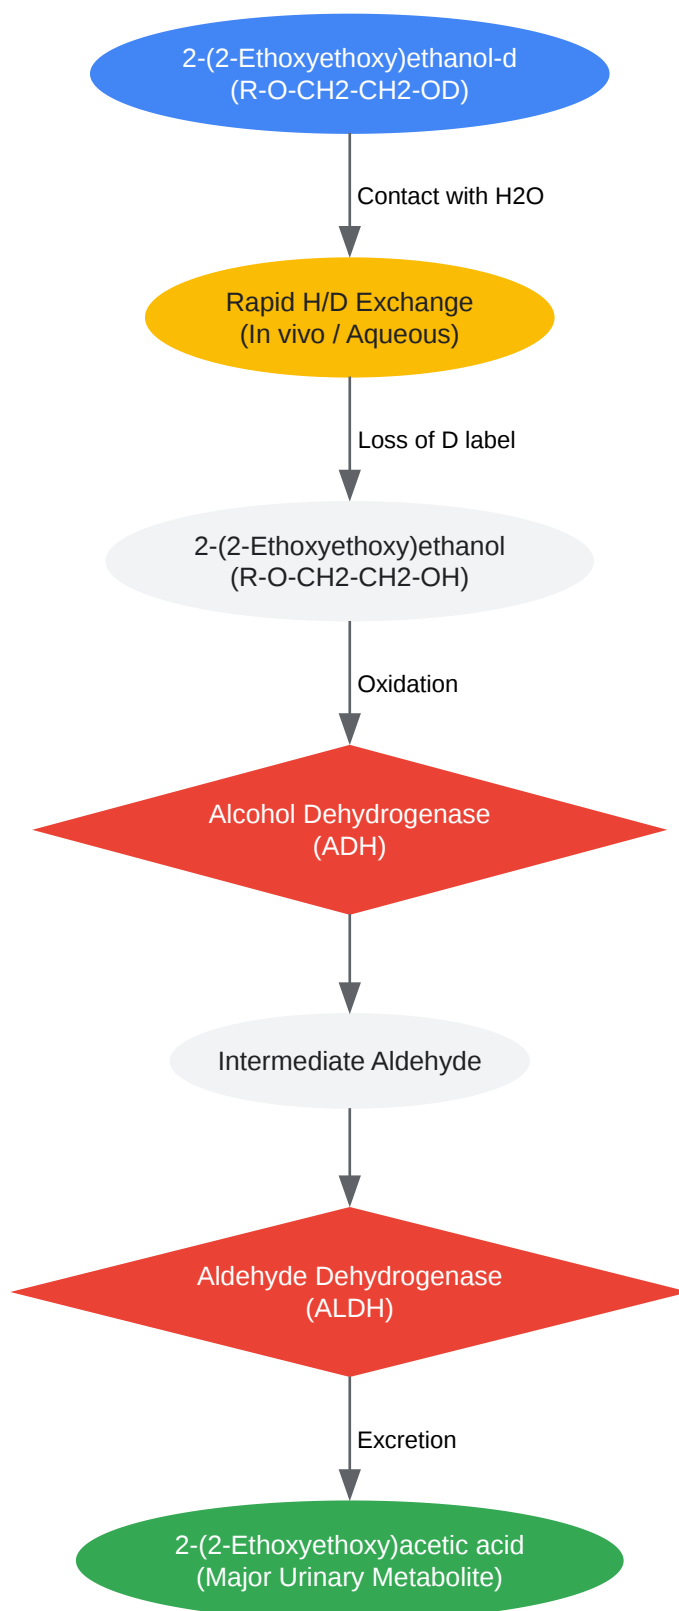 2-(2-Ethoxyethoxy)ethanol-d
(R-O-CH2-CH2-OD)
Contact with H2O
Rapid H/D Exchange
(In vivo / Aqueous)
Loss of D label
2-(2-Ethoxyethoxy)ethanol
(R-O-CH2-CH2-OH)
Oxidation
Alcohol Dehydrogenase
(ADH)
Intermediate Aldehyde
Aldehyde Dehydrogenase
(ALDH)
Excretion
2-(2-Ethoxyethoxy)acetic acid
(Major Urinary Metabolite)